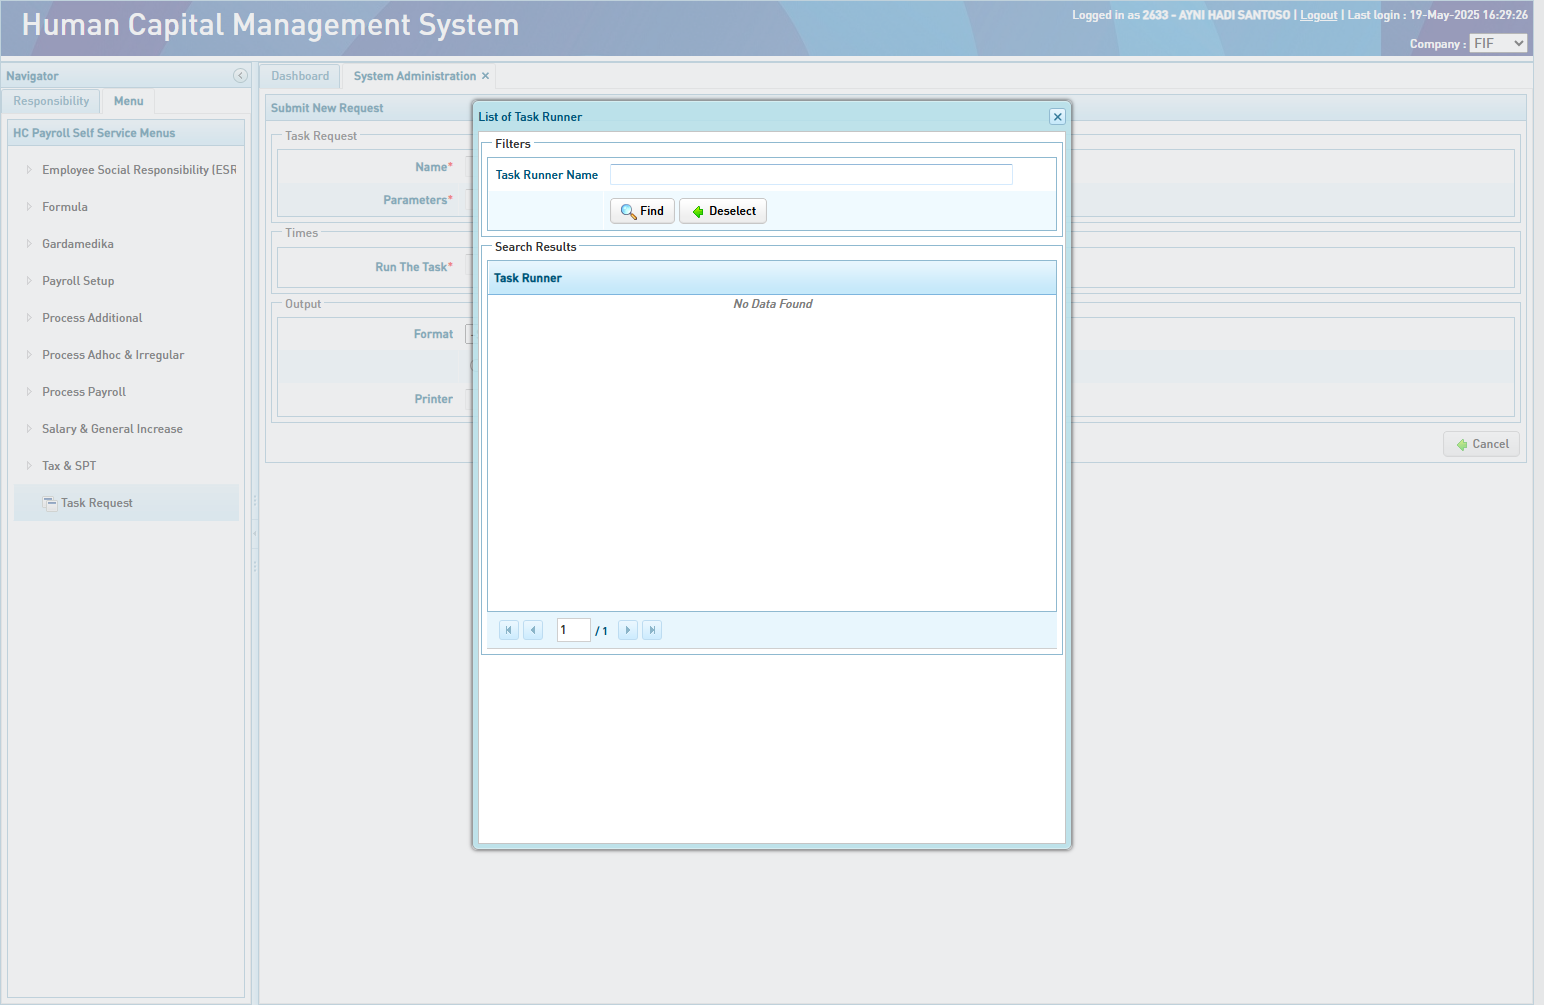 Human Capital Management System
Logged in as 2633 - AYNI HADI SANTOSO | Logout | Last login : 19-May-2025 16:29:26
Company : FIF
Navigator
Responsibility
Menu
HC Payroll Self Service Menus
Employee Social Responsibility (ESR
Formula
Gardamedika
Payroll Setup
Process Additional
Process Adhoc & Irregular
Process Payroll
Salary & General Increase
Tax & SPT
Task Request
Dashboard
System Administration
Submit New Request
Task Request
Name*
Parameters*
Times
Run The Task*
Output
Format
Printer
Cancel
List of Task Runner
Filters
Task Runner Name
Find
Deselect
Search Results
Task Runner
No Data Found
1 / 1